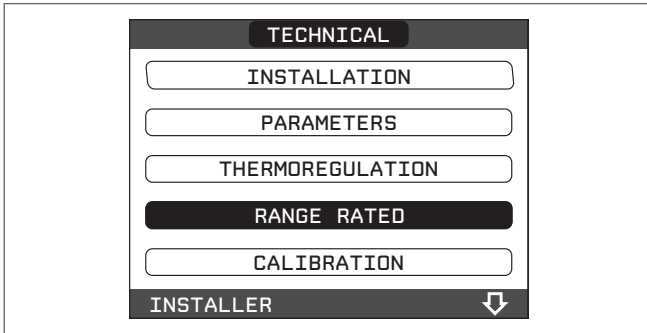 TECHNICAL
INSTALLATION
PARAMETERS
THERMOREGULATION
RANGE RATED
CALIBRATION
INSTALLER